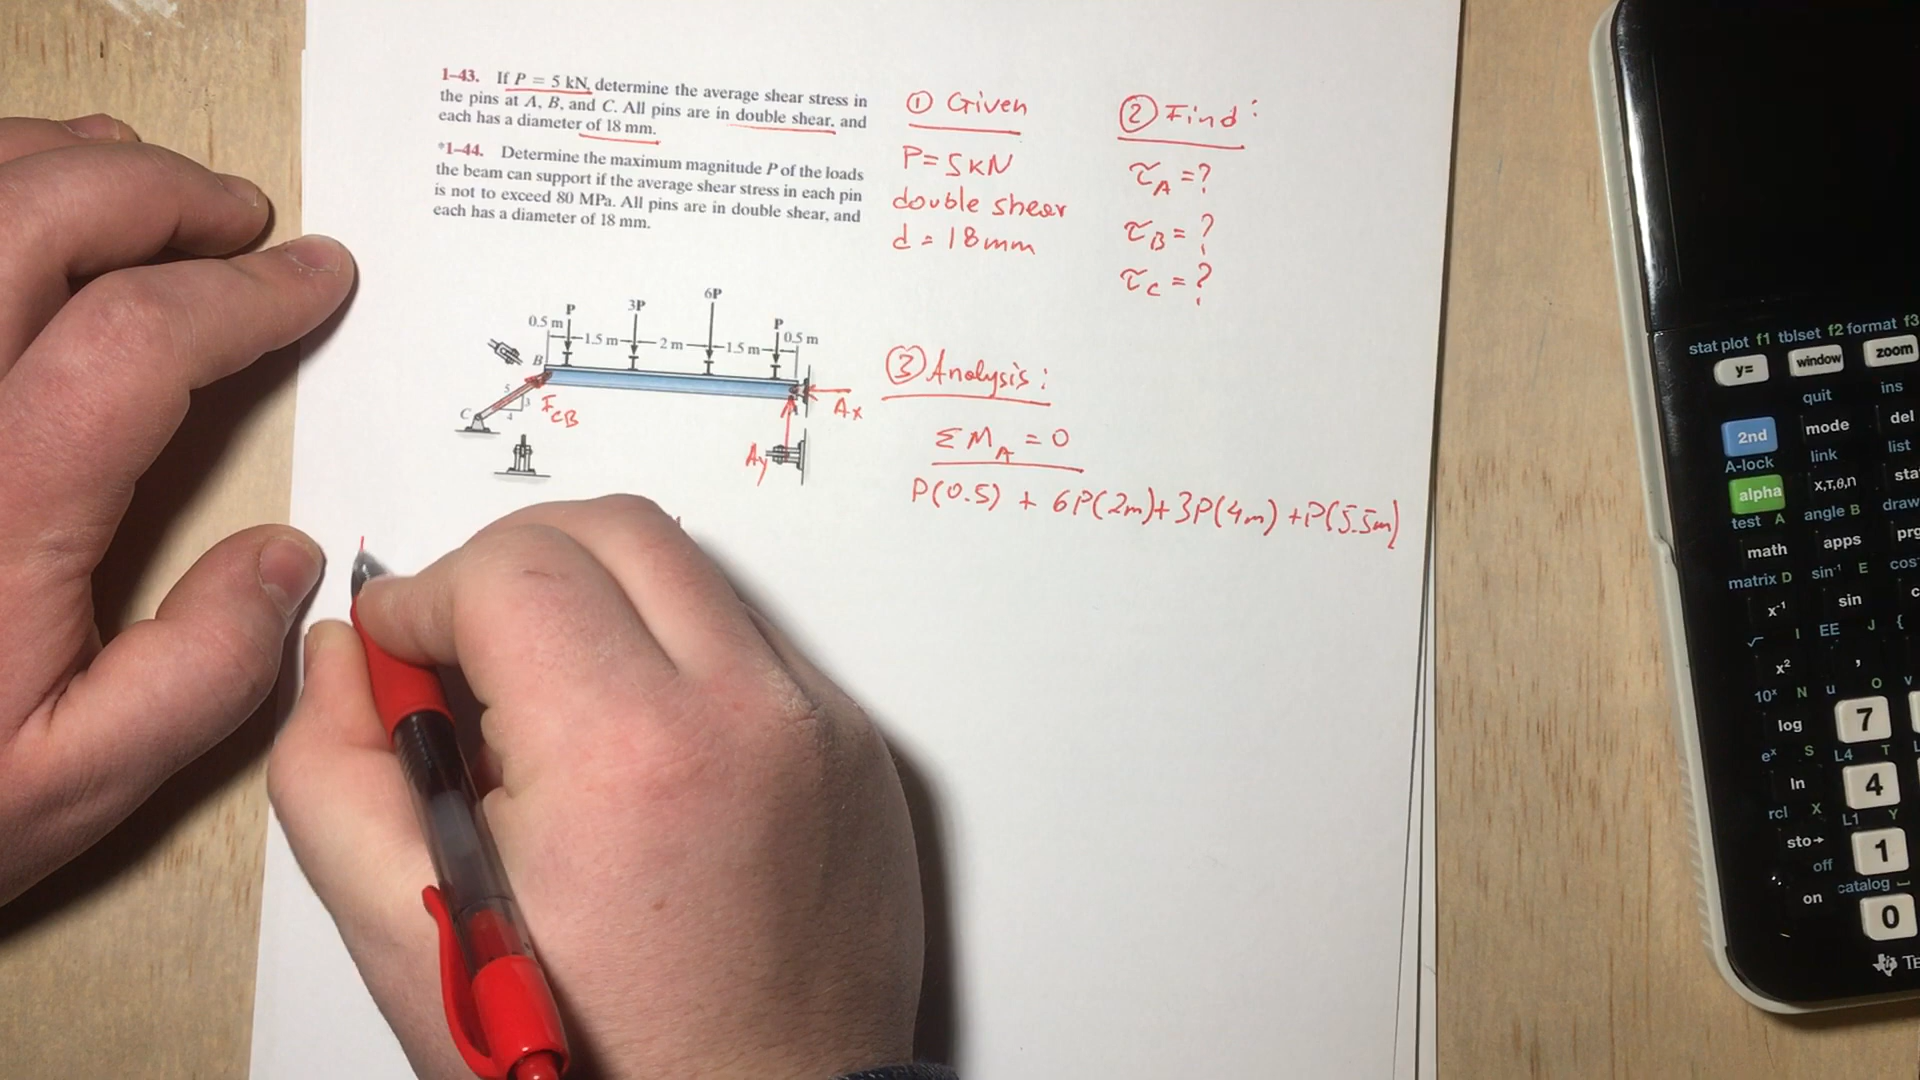 1–43. If P = 5 kN, determine the average shear stress in
the pins at A, B, and C. All pins are in double shear, and
each has a diameter of 18 mm.
*1–44. Determine the maximum magnitude P of the loads
the beam can support if the average shear stress in each pin
is not to exceed 80 MPa. All pins are in double shear, and
each has a diameter of 18 mm.
① Given
P = 5 kN
double shear
d = 18 mm
② Find:
τA = ?
τB = ?
τC = ?
6P
P 3P P
0.5 m 1.5 m 2 m 1.5 m 0.5 m
B
5 3 4
C
FCB
Ax
Ay
③ Analysis:
ΣMA = 0
P(0.5) + 6P(2m) + 3P(4m) + P(5.5m)
stat plot f1 tblset f2 format f3
y= window zoom
quit ins
2nd mode del
A-lock link list
alpha X,T,θ,n
test A angle B draw
math apps
matrix D sin⁻¹ E
x⁻¹ sin
√ I EE J {
x² ,
10ˣ N u O v
log 7
eˣ S L4 T
ln 4
rcl X L1 Y
sto→ 1
off catalog
on 0